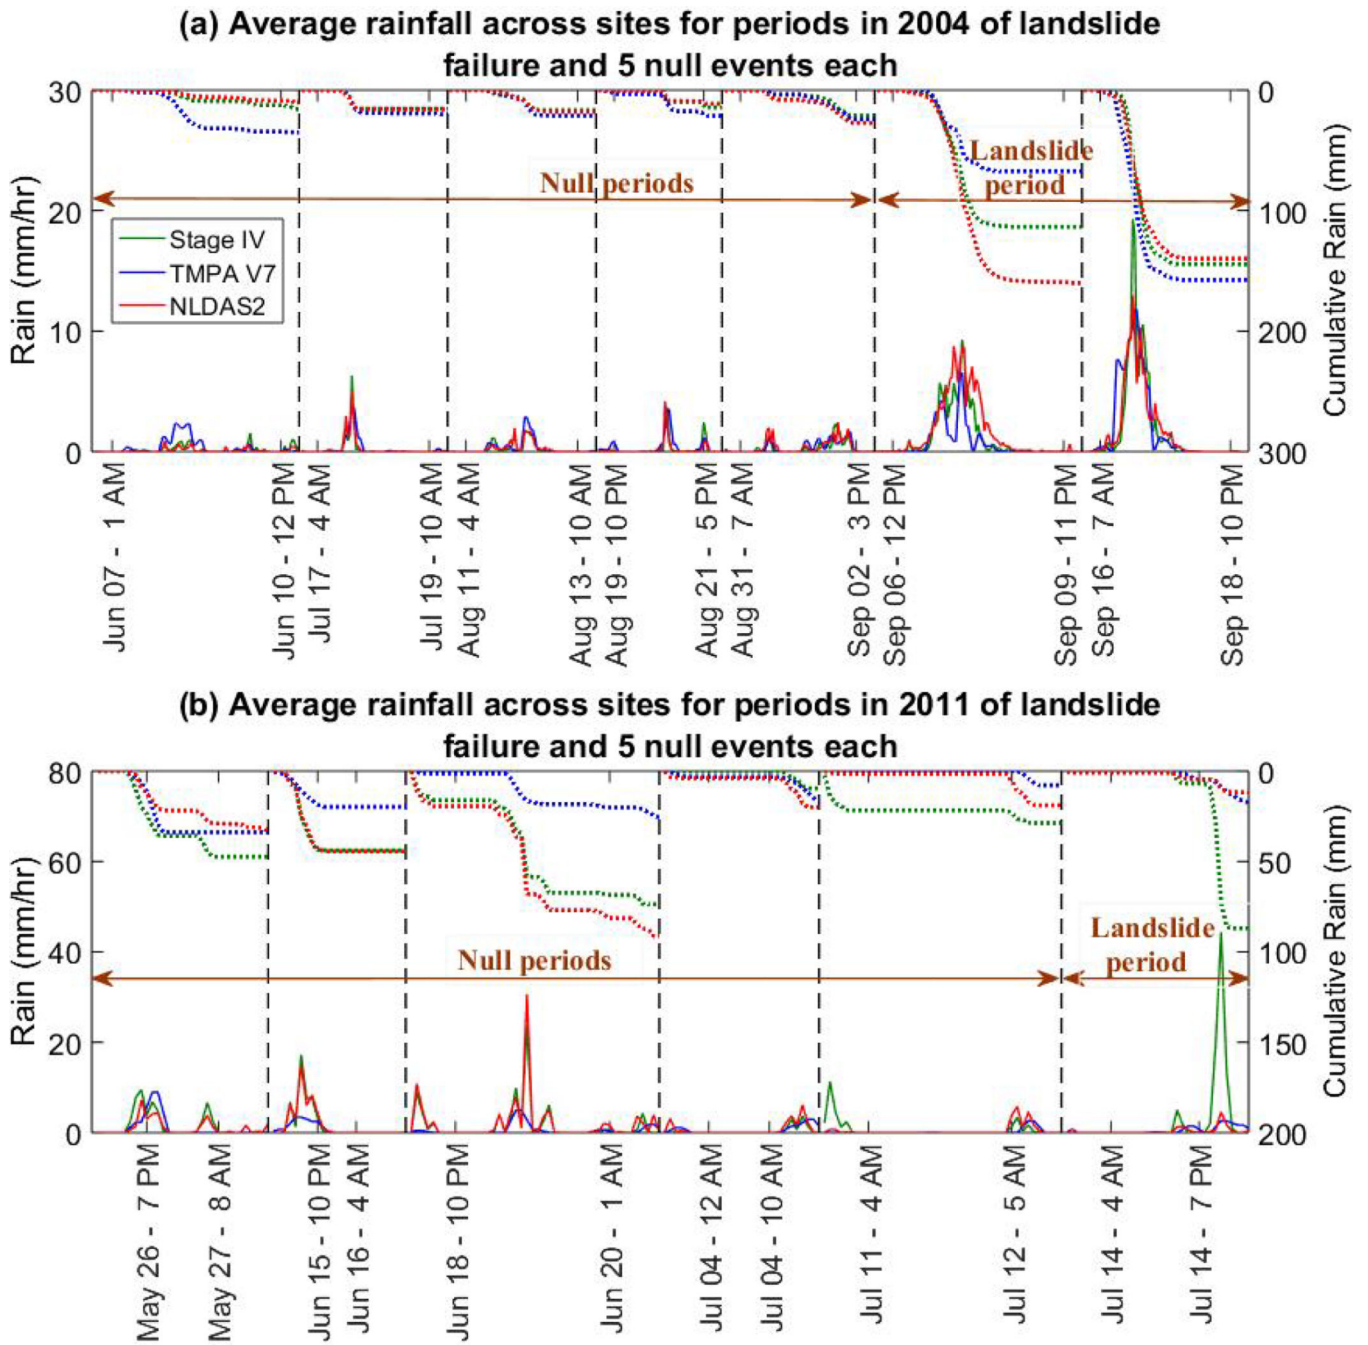 (a) Average rainfall across sites for periods in 2004 of landslide
failure and 5 null events each
30
20
10
0
Rain (mm/hr)
0
100
200
300
Cumulative Rain (mm)
Null periods
Landslide
period
Stage IV
TMPA V7
NLDAS2
Jun 07 - 1 AM
Jun 10 - 12 PM
Jul 17 - 4 AM
Jul 19 - 10 AM
Aug 11 - 4 AM
Aug 13 - 10 AM
Aug 19 - 10 PM
Aug 21 - 5 PM
Aug 31 - 7 AM
Sep 02 - 3 PM
Sep 06 - 12 PM
Sep 09 - 11 PM
Sep 16 - 7 AM
Sep 18 - 10 PM
(b) Average rainfall across sites for periods in 2011 of landslide
failure and 5 null events each
80
60
40
20
0
Rain (mm/hr)
0
50
100
150
200
Cumulative Rain (mm)
Null periods
Landslide
period
May 26 - 7 PM
May 27 - 8 AM
Jun 15 - 10 PM
Jun 16 - 4 AM
Jun 18 - 10 PM
Jun 20 - 1 AM
Jul 04 - 12 AM
Jul 04 - 10 AM
Jul 11 - 4 AM
Jul 12 - 5 AM
Jul 14 - 4 AM
Jul 14 - 7 PM